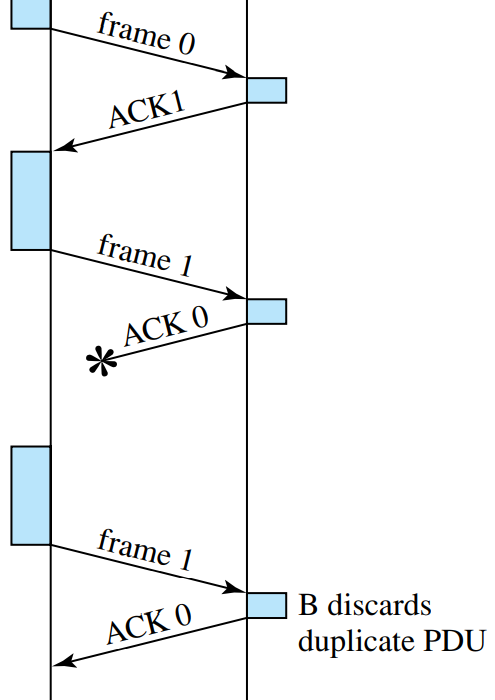 frame 0
ACK1
frame 1
ACK 0
frame 1
ACK 0
B discards
duplicate PDU